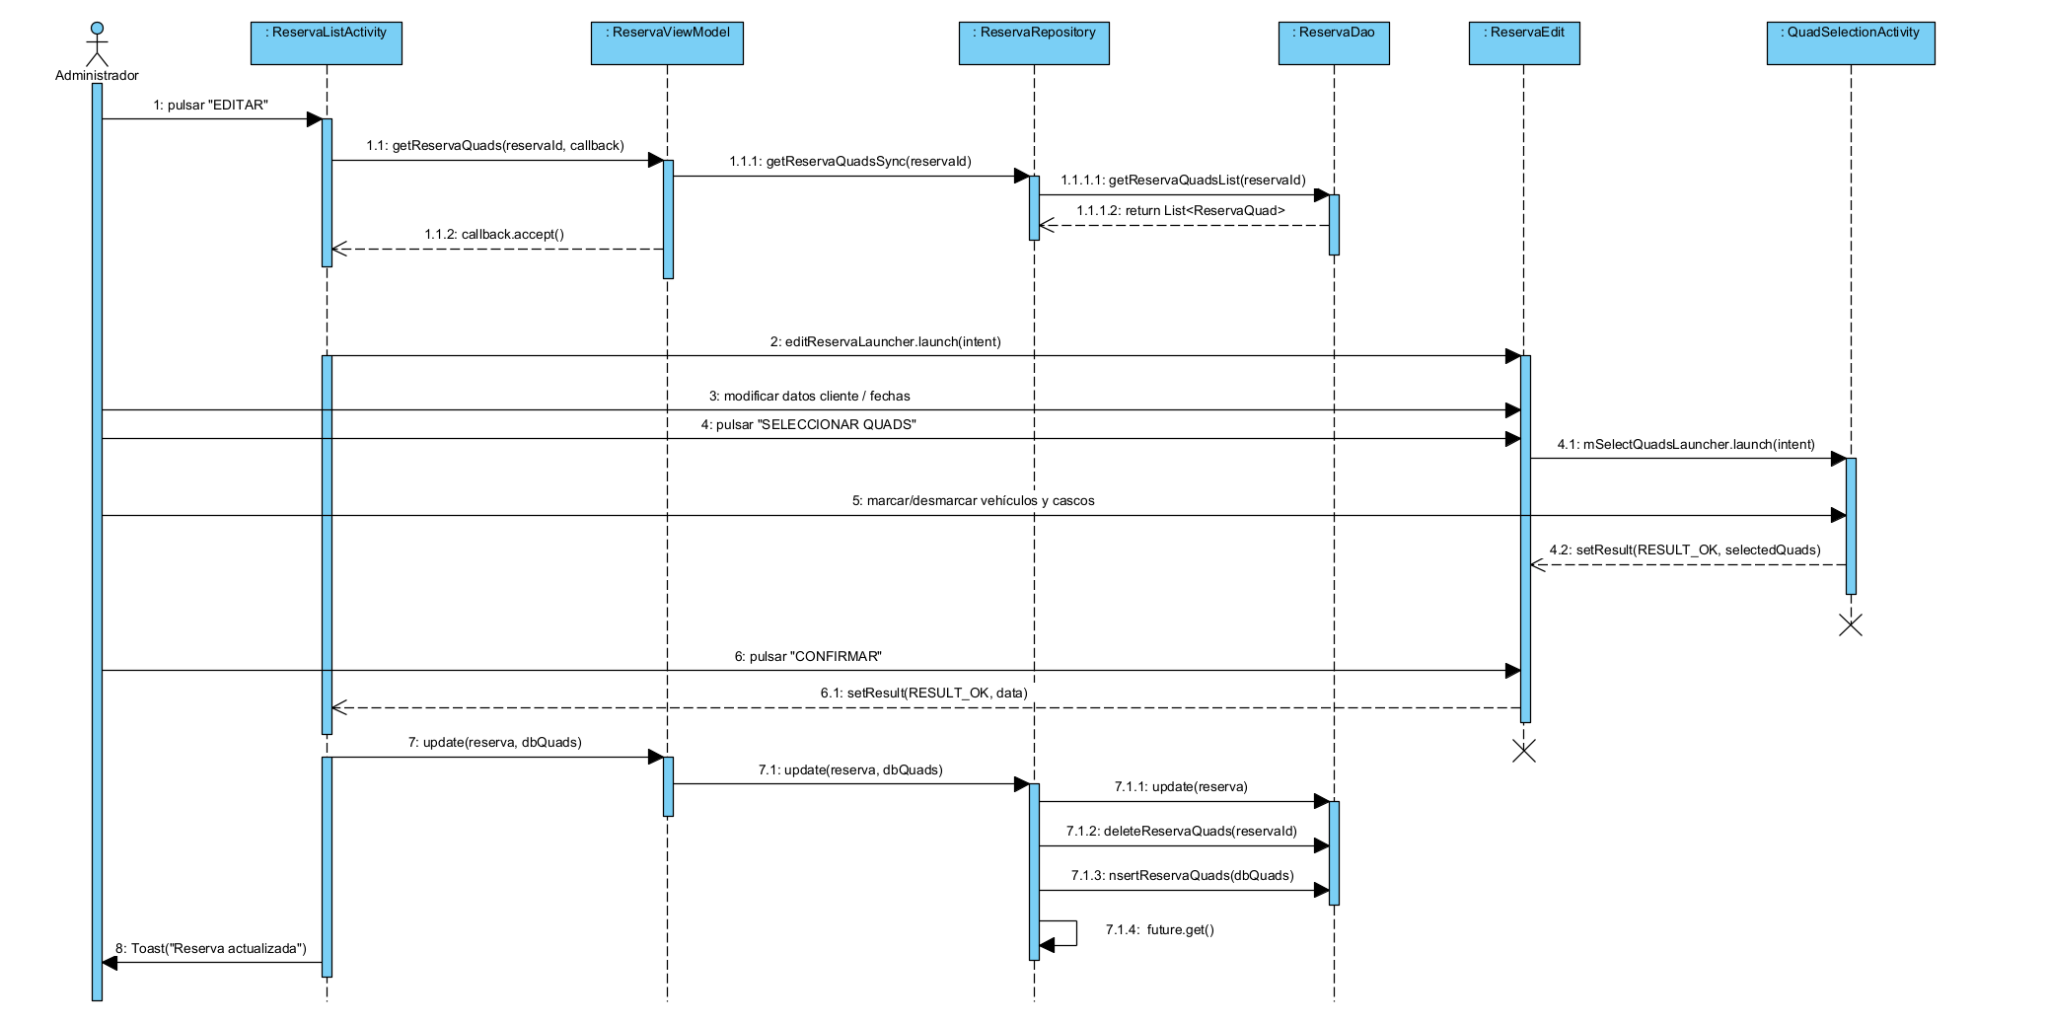 : ReservaListActivity
: ReservaViewModel
: ReservaRepository
: ReservaDao
: ReservaEdit
: QuadSelectionActivity
Administrador
1: pulsar "EDITAR"
1.1: getReservaQuads(reservaId, callback)
1.1.1: getReservaQuadsSync(reservaId)
1.1.1.1: getReservaQuadsList(reservaId)
1.1.1.2: return List<ReservaQuad>
1.1.2: callback.accept()
2: editReservaLauncher.launch(intent)
3: modificar datos cliente / fechas
4: pulsar "SELECCIONAR QUADS"
4.1: mSelectQuadsLauncher.launch(intent)
5: marcar/desmarcar vehículos y cascos
4.2: setResult(RESULT_OK, selectedQuads)
6: pulsar "CONFIRMAR"
6.1: setResult(RESULT_OK, data)
7: update(reserva, dbQuads)
7.1: update(reserva, dbQuads)
7.1.1: update(reserva)
7.1.2: deleteReservaQuads(reservaId)
7.1.3: nsertReservaQuads(dbQuads)
7.1.4: future.get()
8: Toast("Reserva actualizada")